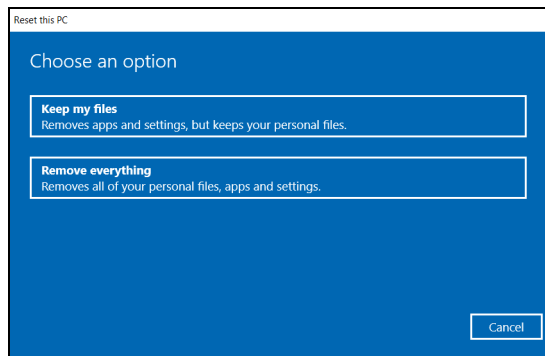 Reset this PC
Choose an option
Keep my files
Removes apps and settings, but keeps your personal files.
Remove everything
Removes all of your personal files, apps and settings.
Cancel